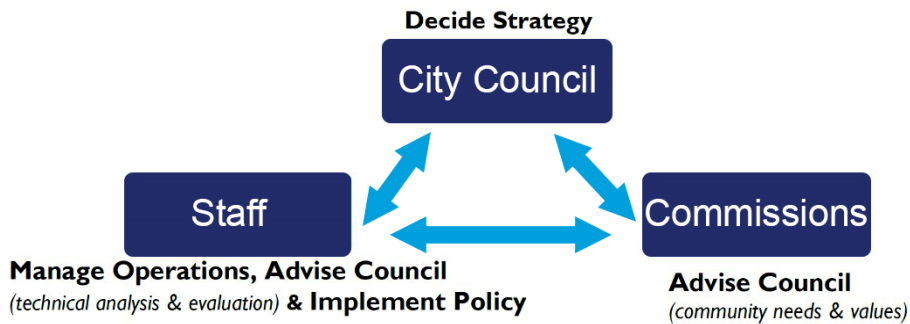 Decide Strategy
City Council
Staff
Commissions
Manage Operations, Advise Council
(technical analysis & evaluation) & Implement Policy
Advise Council
(community needs & values)